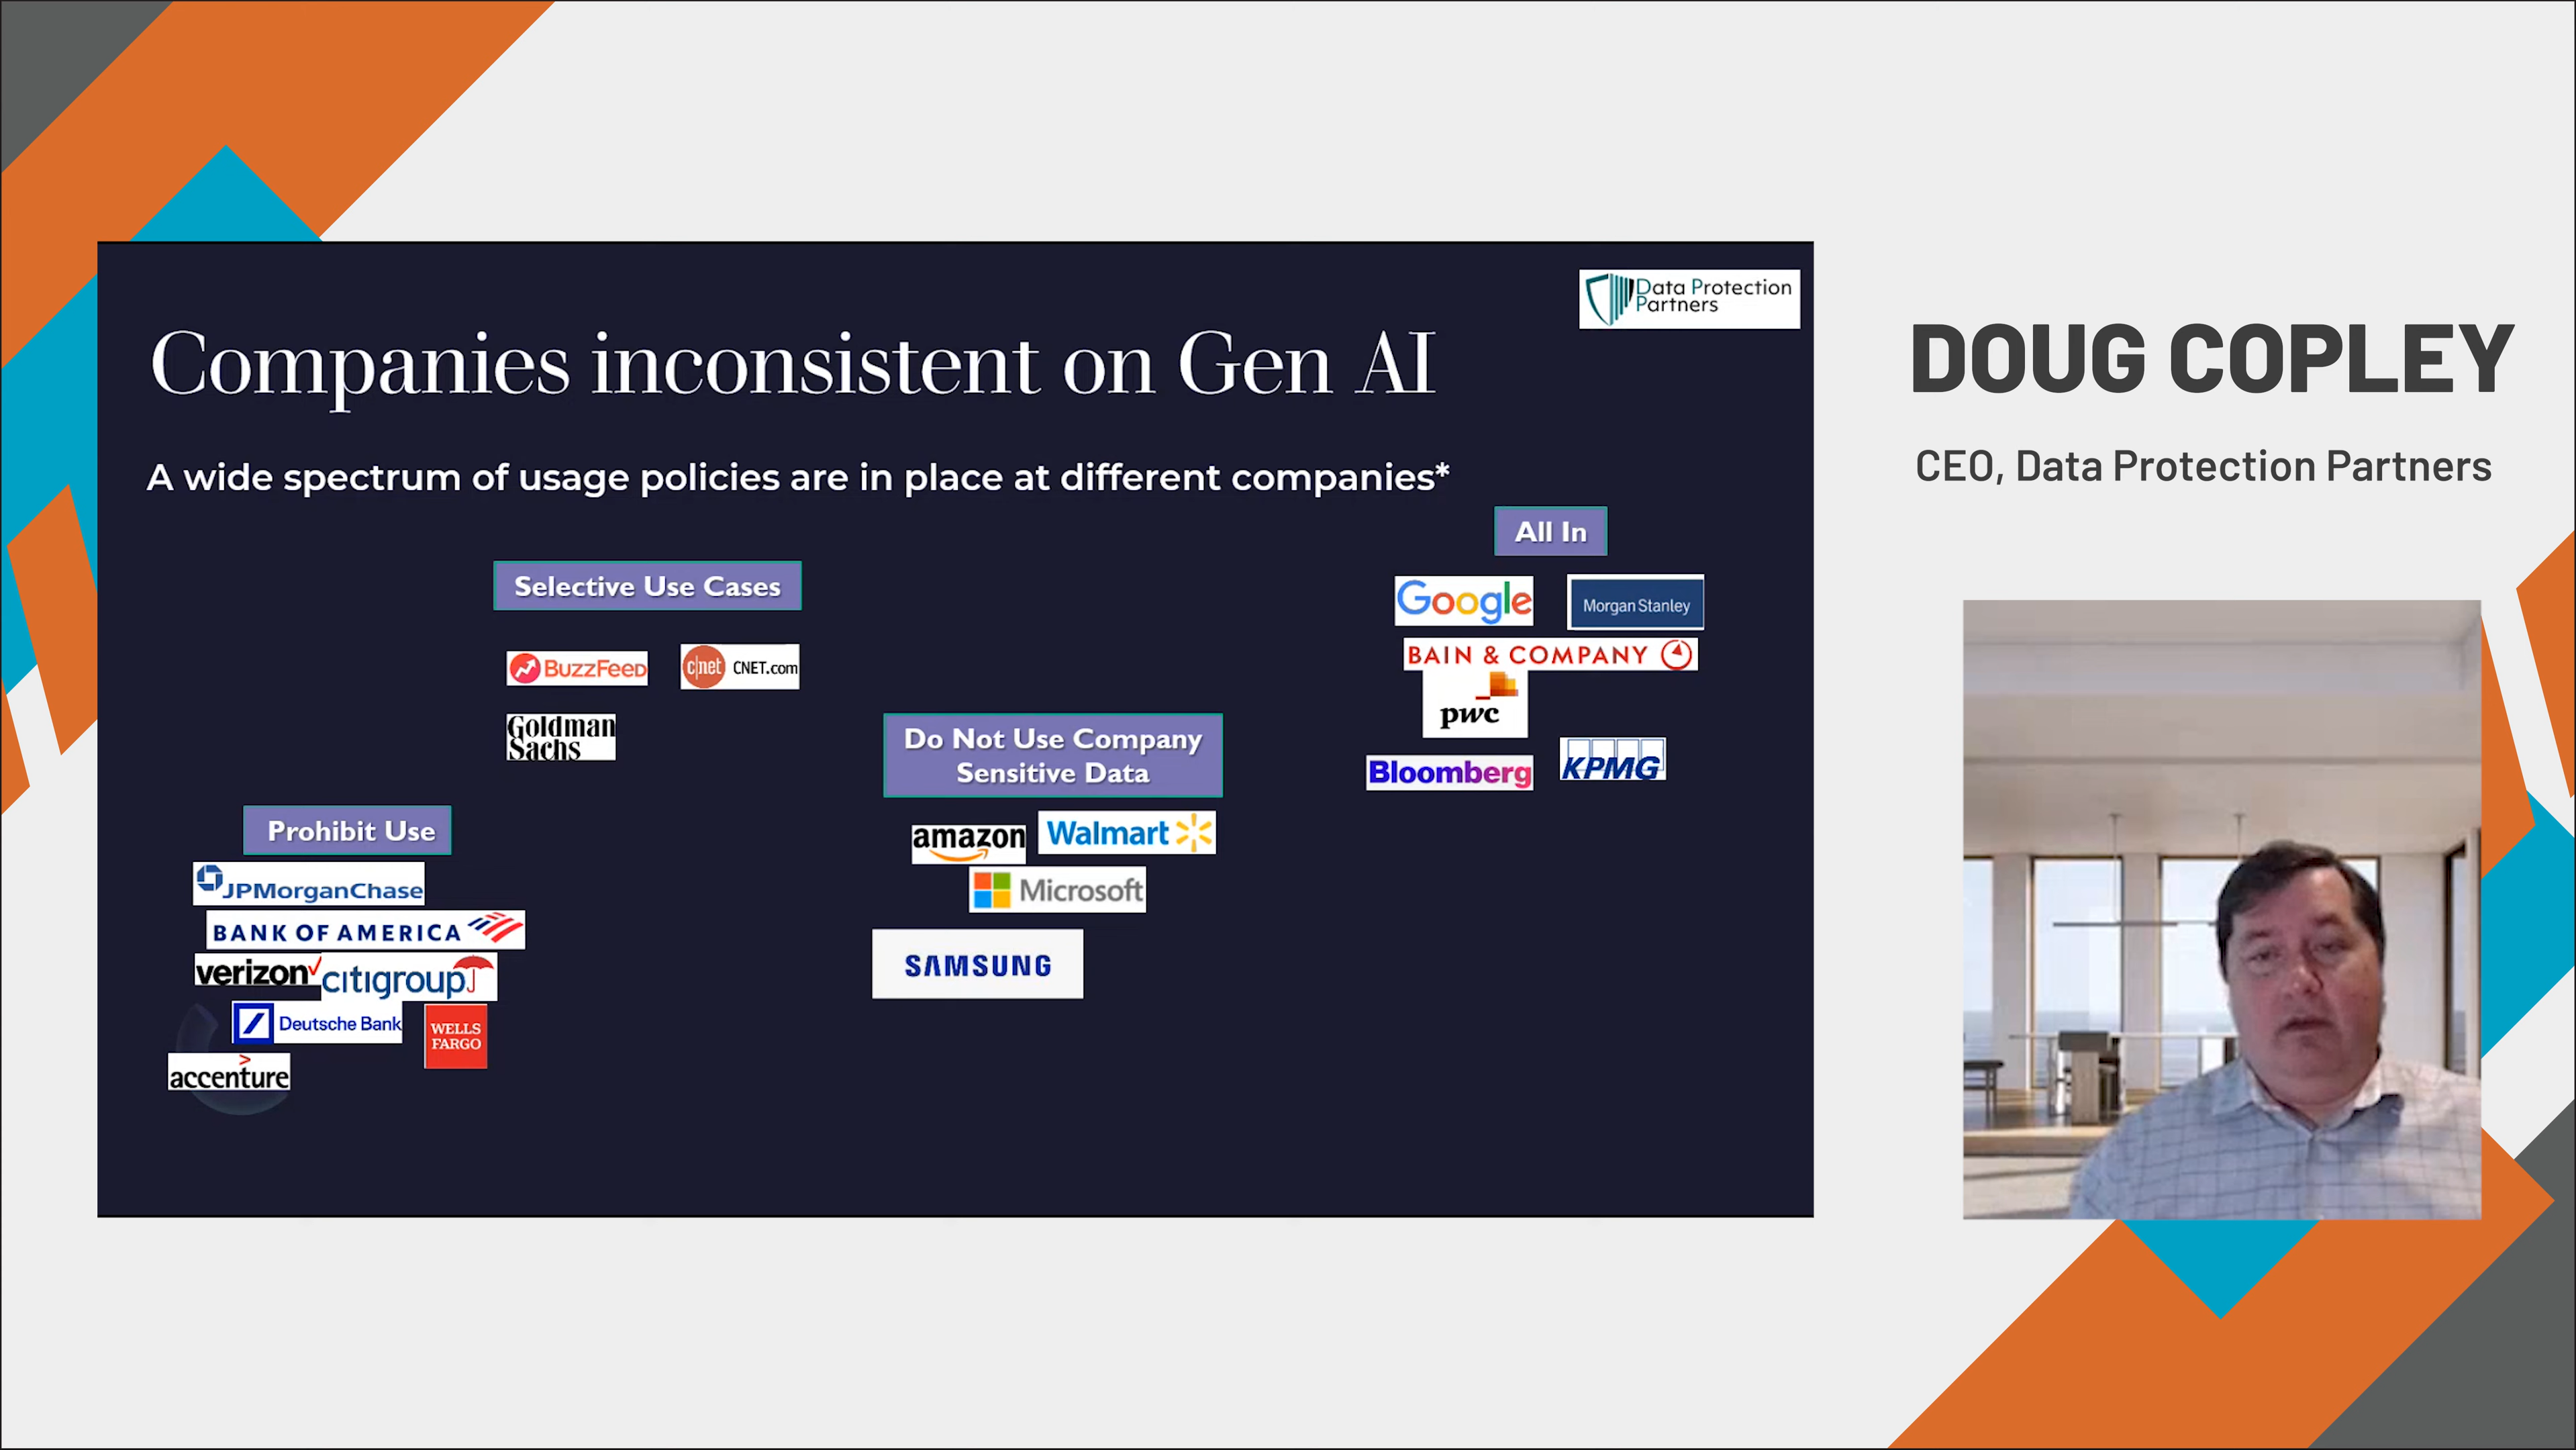 Data Protection
Partners
Companies inconsistent on Gen AI
A wide spectrum of usage policies are in place at different companies*
All In
Google
Morgan Stanley
BAIN & COMPANY
pwc
Bloomberg
KPMG
Selective Use Cases
BuzzFeed
c|net CNET.com
Goldman
Sachs
Do Not Use Company
Sensitive Data
amazon
Walmart
Microsoft
SAMSUNG
Prohibit Use
JPMorganChase
BANK OF AMERICA
verizon
citigroup
Deutsche Bank
WELLS
FARGO
accenture
DOUG COPLEY
CEO, Data Protection Partners